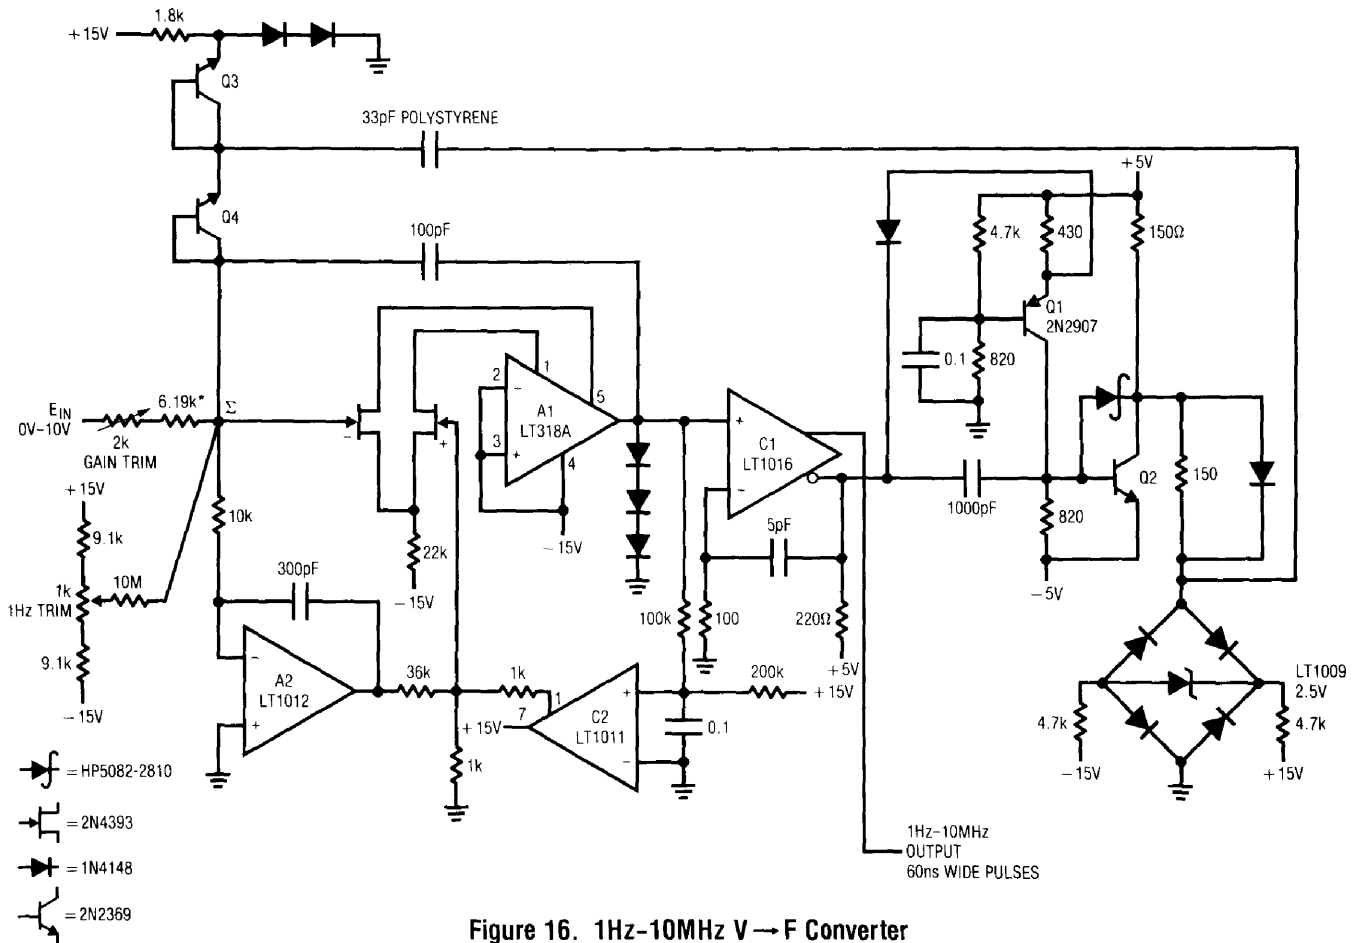 1.8k
+15V
Q3
33pF POLYSTYRENE
+5V
Q4
100pF
4.7k
430
150Ω
Q1
2N2907
0.1
820
1
2
5
A1
LT318A
3
4
−15V
EIN
0V–10V
6.19k*
Σ
2k
GAIN TRIM
−
+
+
C1
LT1016
−
1000pF
Q2
150
820
−5V
+15V
9.1k
10k
22k
−15V
5pF
1k
1Hz TRIM
10M
300pF
100k
100
220Ω
+5V
9.1k
−15V
−
A2
LT1012
+
36k
1k
1
7
+15V
C2
LT1011
+
−
200k
+15V
0.1
1k
LT1009
2.5V
4.7k
−15V
4.7k
+15V
= HP5082-2810
= 2N4393
= 1N4148
= 2N2369
1Hz–10MHz
OUTPUT
60ns WIDE PULSES
Figure 16. 1Hz–10MHz V → F Converter